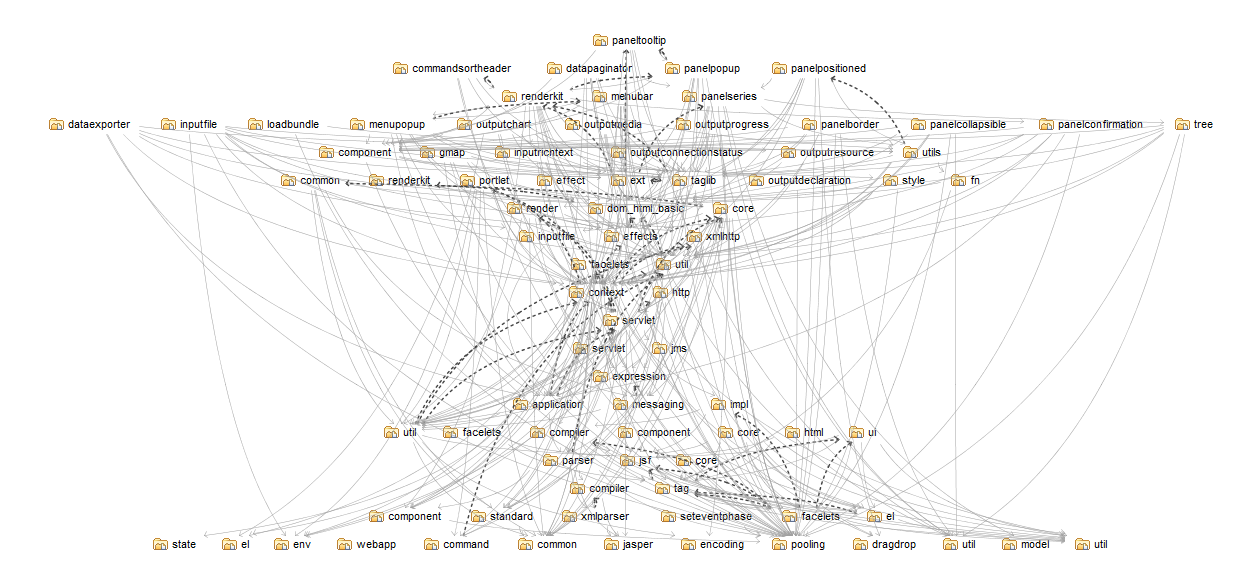 paneltooltip
commandsortheader datapaginator panelpopup panelpositioned
renderkit menubar panelseries
dataexporter inputfile loadbundle menupopup outputchart outputmedia outputprogress panelborder panelcollapsible panelconfirmation tree
component gmap inputrichtext outputconnectionstatus outputresource utils
common renderkit portlet effect ext taglib outputdeclaration style fn
render dom_html_basic core
inputfile effects xmlhttp
facelets util
context http
servlet
servlet jms
expression
application messaging impl
util facelets compiler component core html ui
parser jsf core
compiler tag
component standard xmlparser seteventphase facelets el
state el env webapp command common jasper encoding pooling dragdrop util model util